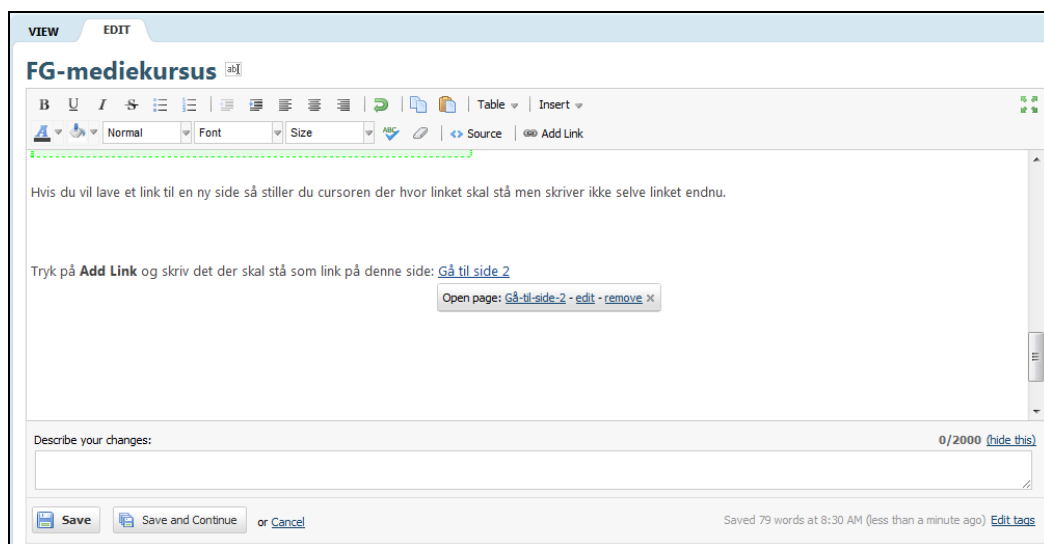 VIEW EDIT
FG-mediekursus ab
B U I S Table Insert
A Normal Font Size ABC Source Add Link
Hvis du vil lave et link til en ny side så stiller du cursoren der hvor linket skal stå men skriver ikke selve linket endnu.
Tryk på Add Link og skriv det der skal stå som link på denne side: Gå til side 2
Open page: Gå-til-side-2 - edit - remove ×
Describe your changes: 0/2000 (hide this)
Save Save and Continue or Cancel Saved 79 words at 8:30 AM (less than a minute ago) Edit tags